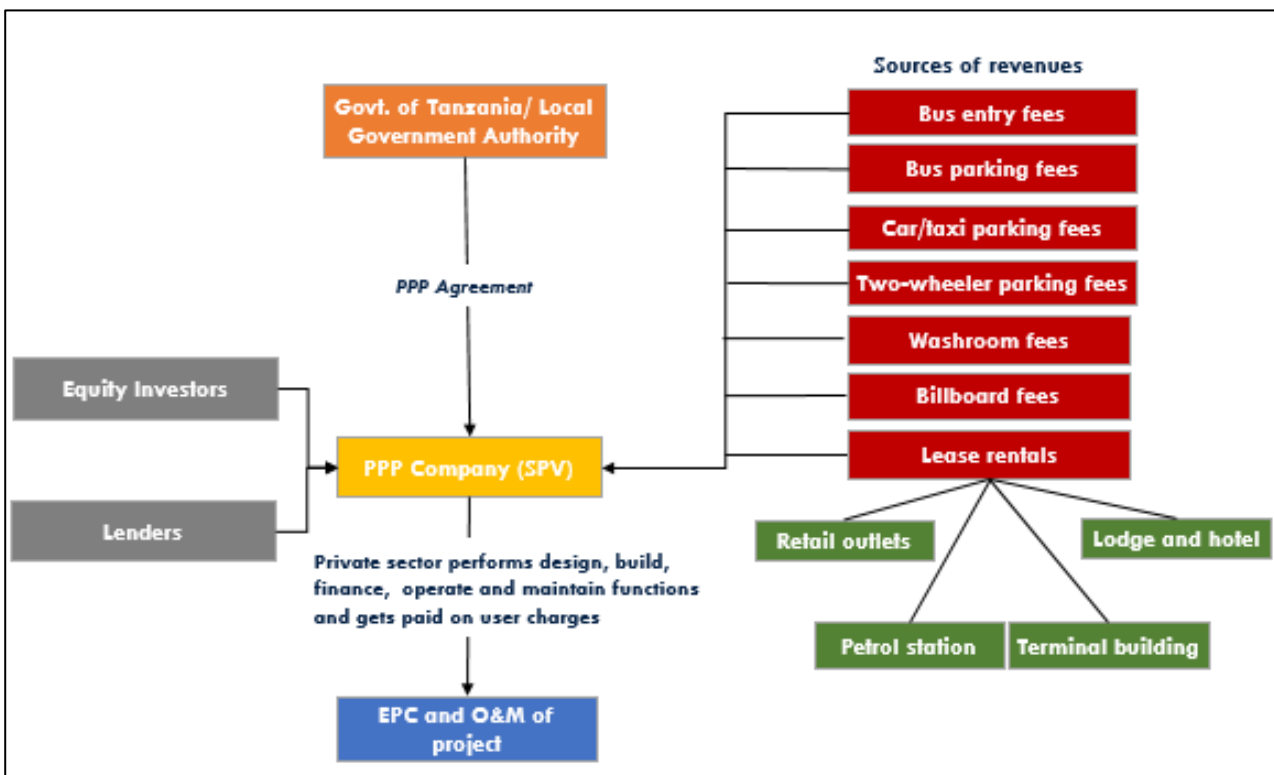 Sources of revenues
Govt. of Tanzania/ Local
Government Authority
Bus entry fees
Bus parking fees
Car/taxi parking fees
Two-wheeler parking fees
Washroom fees
Billboard fees
Lease rentals
PPP Agreement
Equity Investors
Lenders
PPP Company (SPV)
Retail outlets
Lodge and hotel
Petrol station
Terminal building
Private sector performs design, build,
finance, operate and maintain functions
and gets paid on user charges
EPC and O&M of
project